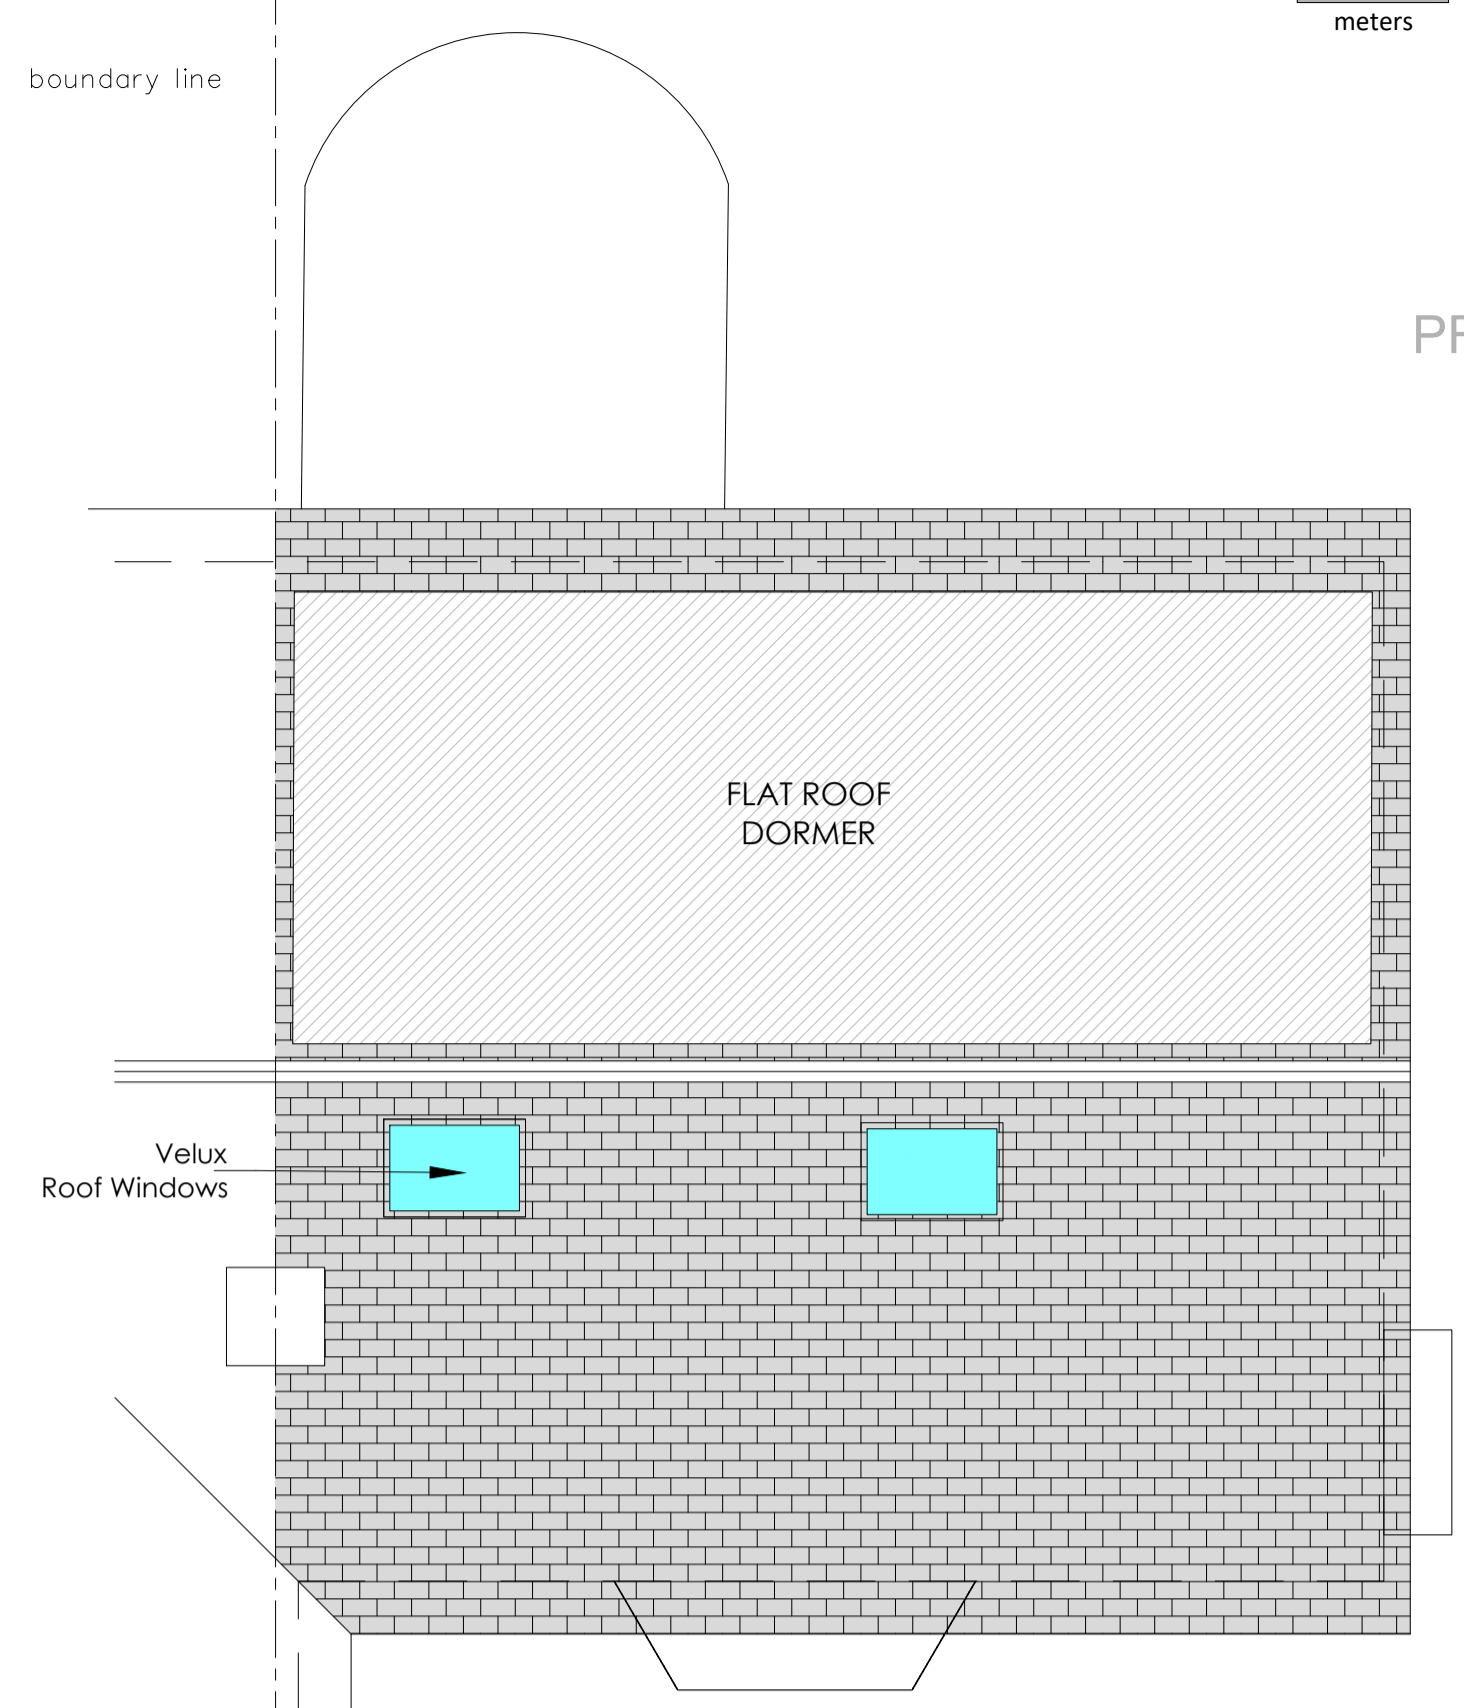 meters
boundary line
FLAT ROOF
DORMER
Velux
Roof Windows